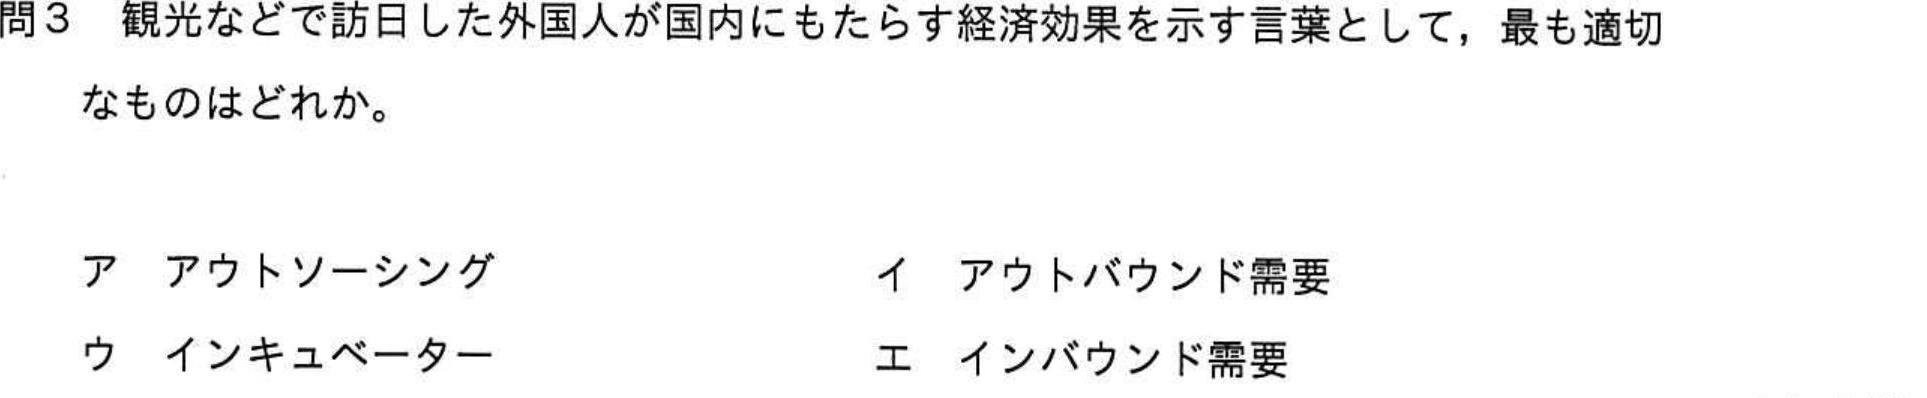 問３　観光などで訪日した外国人が国内にもたらす経済効果を示す言葉として，最も適切
なものはどれか。
ア　アウトソーシング　　イ　アウトバウンド需要
ウ　インキュベーター　　エ　インバウンド需要